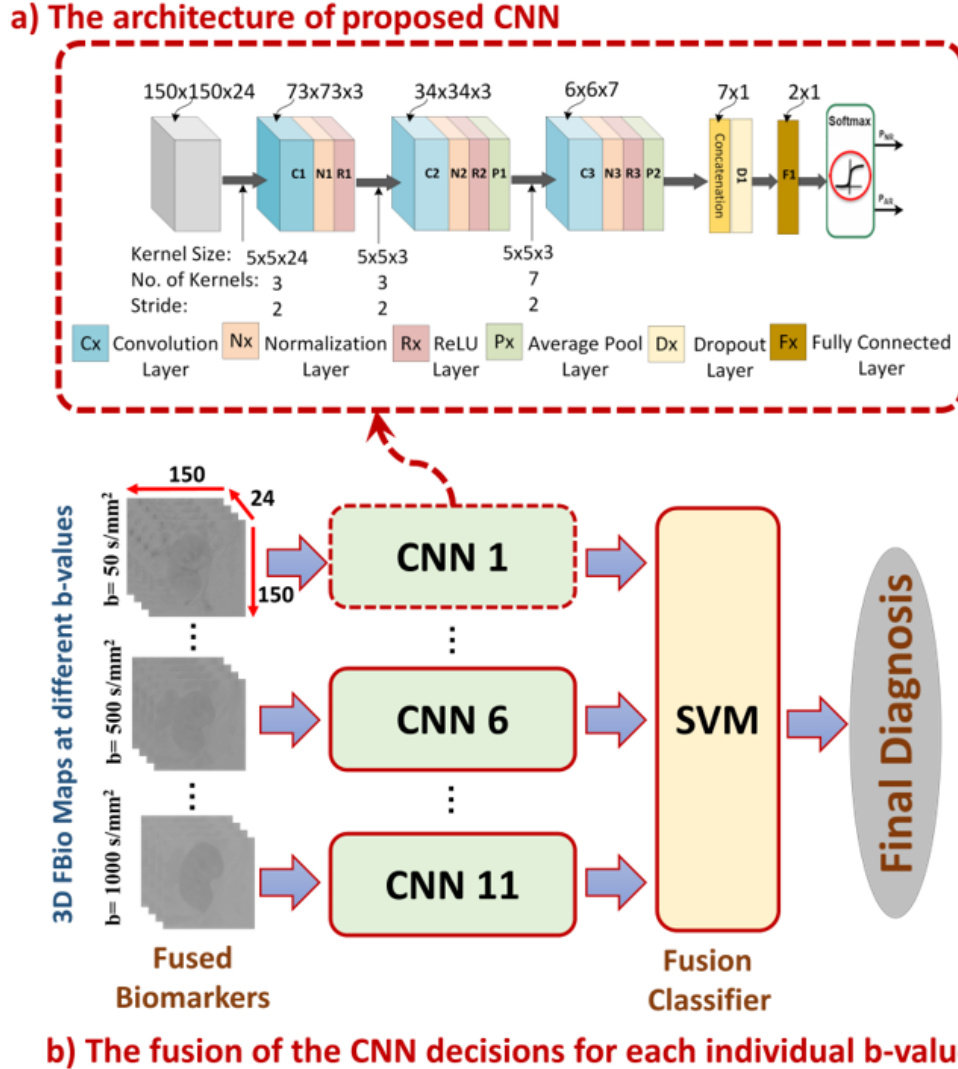 a) The architecture of proposed CNN
150x150x24
73x73x3
34x34x3
6x6x7
7x1
2x1
C1 N1 R1
C2 N2 R2 P1
C3 N3 R3 P2
Concatenation
D1
F1
Softmax
P_NR
P_AR
Kernel Size: 5x5x24 5x5x3 5x5x3
No. of Kernels: 3 3 7
Stride: 2 2 2
Cx Convolution Layer
Nx Normalization Layer
Rx ReLU Layer
Px Average Pool Layer
Dx Dropout Layer
Fx Fully Connected Layer
3D FBio Maps at different b-values
150
24
150
b= 50 s/mm²
CNN 1
...
...
b= 500 s/mm²
CNN 6
SVM
Final Diagnosis
...
...
b= 1000 s/mm²
CNN 11
Fused
Biomarkers
Fusion
Classifier
b) The fusion of the CNN decisions for each individual b-valu